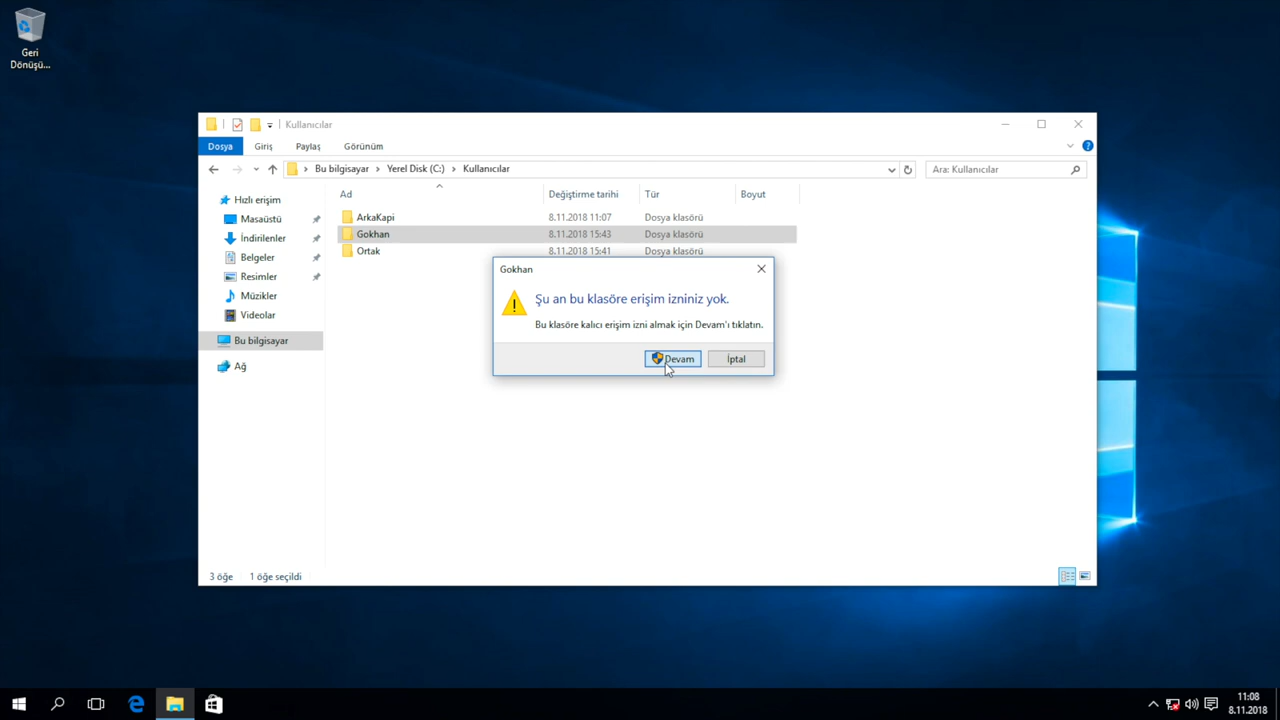 Geri
Dönüşü...
Kullanıcılar
Dosya
Giriş
Paylaş
Görünüm
Bu bilgisayar
Yerel Disk (C:)
Kullanıcılar
Ara: Kullanıcılar
Hızlı erişim
Masaüstü
İndirilenler
Belgeler
Resimler
Müzikler
Videolar
Bu bilgisayar
Ağ
Ad
Değiştirme tarihi
Tür
Boyut
ArkaKapi 8.11.2018 11:07 Dosya klasörü
Gokhan 8.11.2018 15:43 Dosya klasörü
Ortak 8.11.2018 15:41 Dosya klasörü
Gokhan
Şu an bu klasöre erişim izniniz yok.
Bu klasöre kalıcı erişim izni almak için Devam'ı tıklatın.
Devam
İptal
3 öğe
1 öğe seçildi
11:08
8.11.2018